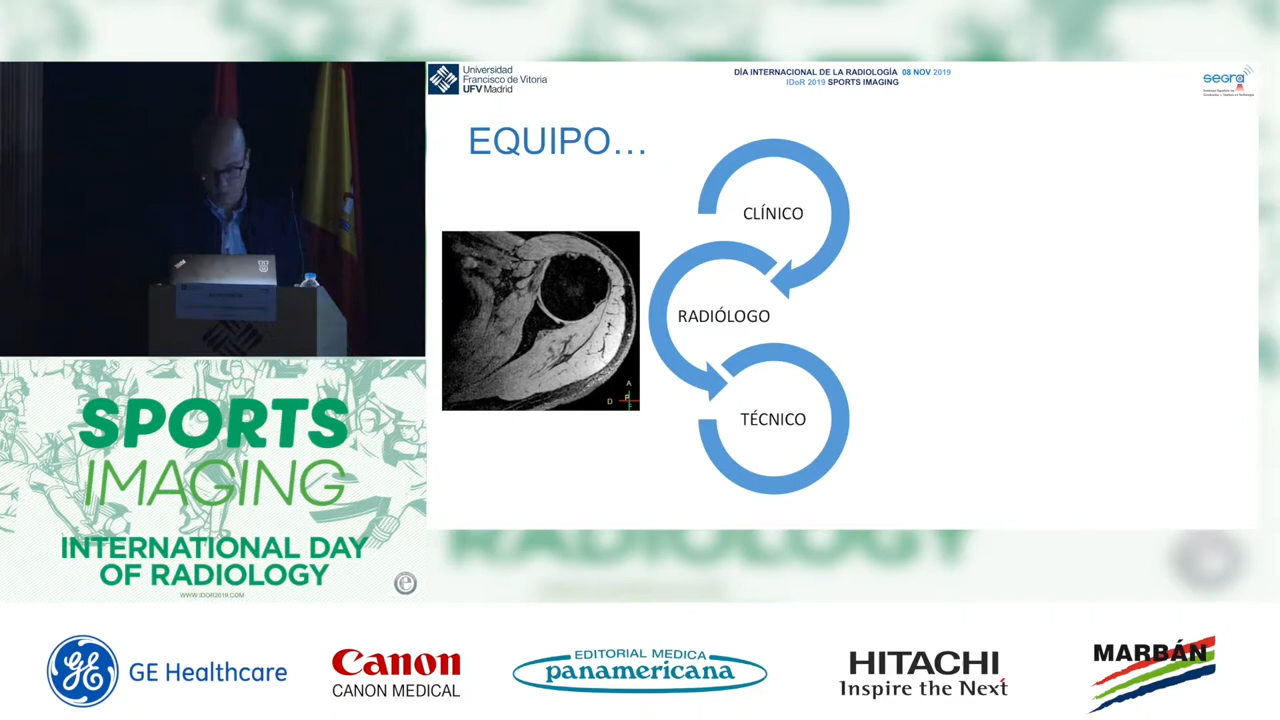 Universidad
Francisco de Vitoria
UFV Madrid
DÍA INTERNACIONAL DE LA RADIOLOGÍA 08 NOV 2019
IDoR 2019 SPORTS IMAGING
segra
EQUIPO...
CLÍNICO
RADIÓLOGO
TÉCNICO
A
D
P
SPORTS
IMAGING
INTERNATIONAL DAY
OF RADIOLOGY
WWW.IDOR2019.COM
e
RADIOLOGY
GE
GE Healthcare
Canon
CANON MEDICAL
EDITORIAL MEDICA
panamericana
HITACHI
Inspire the Next
MARBÁN